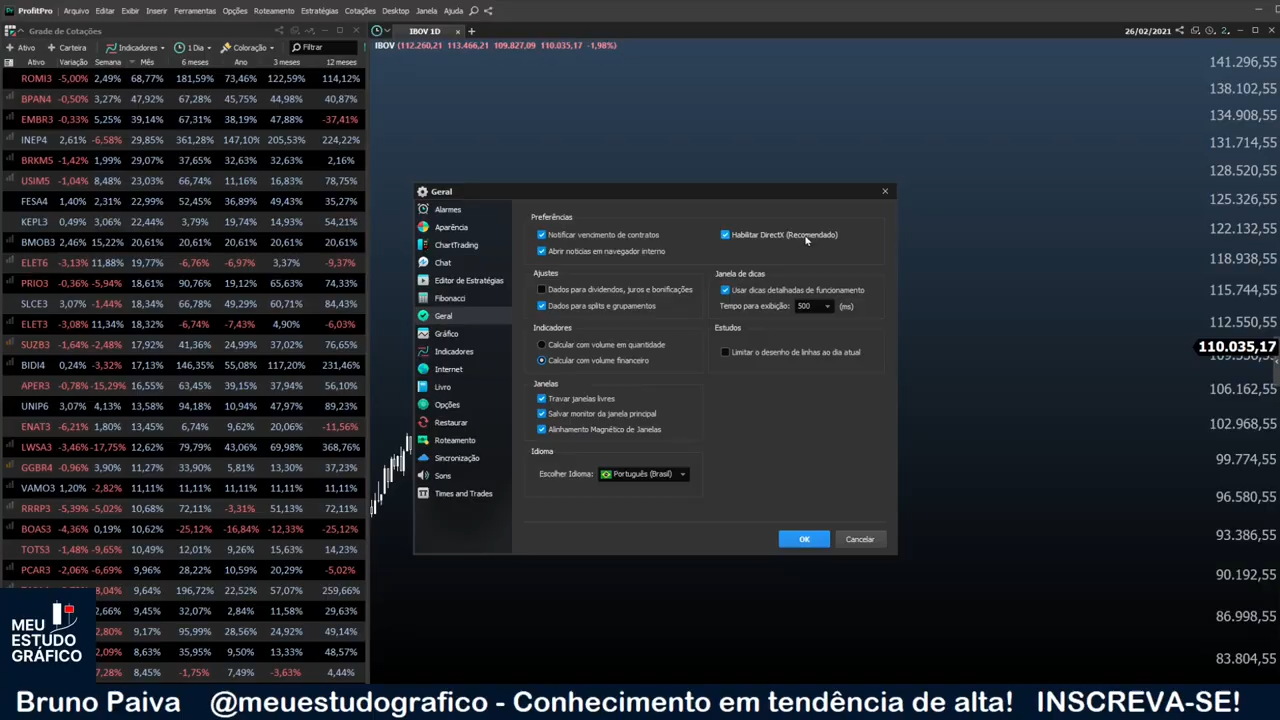 ProfitPro Arquivo Editar Exibir Inserir Ferramentas Opções Roteamento Estratégias Cotações Desktop Janela Ajuda
Grade de Cotações
Ativo Carteira Indicadores 1 Dia Coloração Filtrar
Ativo Variação Semana Mês 6 meses Ano 3 meses 12 meses
ROMI3 -5,00% 2,49% 68,77% 181,59% 73,46% 122,59% 114,12%
BPAN4 -0,50% 3,27% 47,92% 67,28% 45,75% 44,98% 40,87%
EMBR3 -0,33% 5,25% 39,14% 67,31% 38,19% 47,88% -37,41%
INEP4 2,61% -6,58% 29,85% 361,28% 147,10% 205,53% 224,22%
BRKM5 -1,42% 1,99% 29,07% 37,65% 32,63% 32,63% 2,16%
USIM5 -1,04% 8,48% 23,03% 66,74% 11,16% 16,83% 78,75%
FESA4 1,40% 2,31% 22,99% 52,45% 36,89% 49,43% 35,27%
KEPL3 0,49% 3,06% 22,44% 3,79% 19,74% 14,93% 54,21%
BMOB3 2,46% 15,22% 20,30% 24,24% 24,24% 24,24% 24,24%
ELET6 -3,13% 11,88% 19,77% -6,76% -6,97% -3,37% 9,37%
PRIO3 -0,36% -5,94% 18,61% 90,76% 19,12% 92,26% 63,73%
SLCE3 3,07% -1,44% 18,34% 66,78% 49,29% 60,71% 84,93%
ELET3 -3,08% 11,34% 18,32% -6,74% -7,43% 4,90% -6,03%
SUZB3 -1,64% -2,48% 17,92% 41,36% 24,99% 37,02% 76,65%
BIDI4 0,24% -3,32% 17,13% 146,35% 55,08% 117,20% 231,46%
APER3 -0,78% -15,29% 16,55% 63,45% 39,15% 37,94% 56,10%
UNIP6 3,07% 4,13% 13,58% 94,18% 10,94% 47,97% 89,23%
ENAT3 -6,21% 1,80% 13,45% 6,74% 9,62% 20,06% -11,56%
LWSA3 -3,46% -17,75% 12,62% 79,79% 43,06% 69,30% 368,76%
GGBR4 -0,96% 3,90% 11,27% 33,90% 5,81% 13,30% 37,23%
VAMO3 1,20% -2,82% 11,11% 11,11% 11,11% 11,11% 11,11%
RRRP3 -5,39% -5,02% 10,68% 72,11% -3,31% 51,13% 72,11%
BOAS3 -4,36% 0,19% 10,62% -25,12% -16,84% -12,33% -25,12%
TOTS3 -1,48% -9,65% 10,49% 12,01% 9,26% 15,63% 14,23%
PCAR3 -2,06% -6,69% 9,96% 28,22% 10,59% 19,30% -5,02%
8,04% 9,64% 196,72% 22,52% 57,07% 259,66%
2,66% 9,45% 32,07% 2,84% 11,58% 29,63%
2,80% 9,17% 95,99% 28,56% 24,92% 49,14%
2,09% 8,63% 35,95% 9,50% 13,33% 48,57%
7,28% 8,45% -1,75% 7,49% -3,63% 4,44%
IBOV 1D
26/02/2021
IBOV (112.260,21 113.466,21 109.827,09 110.035,17 -1,98%)
141.296,55
138.102,55
134.908,55
131.714,55
128.520,55
125.326,55
122.132,55
118.938,55
115.744,55
112.550,55
110.035,17
106.162,55
102.968,55
99.774,55
96.580,55
93.386,55
90.192,55
86.998,55
83.804,55
Geral
Alarmes
Aparência
ChartTrading
Chat
Editor de Estratégias
Fibonacci
Geral
Gráfico
Indicadores
Internet
Livro
Opções
Restaurar
Roteamento
Sincronização
Sons
Times and Trades
Preferências
Notificar vencimento de contratos
Habilitar DirectX (Recomendado)
Abrir notícias em navegador interno
Ajustes
Dados para dividendos, juros e bonificações
Dados para splits e grupamentos
Janela de dicas
Usar dicas detalhadas de funcionamento
Tempo para exibição: 500 (ms)
Indicadores
Calcular com volume em quantidade
Calcular com volume financeiro
Estudos
Limitar o desenho de linhas ao dia atual
Janelas
Travar janelas livres
Salvar monitor da janela principal
Alinhamento Magnético de Janelas
Idioma
Escolher Idioma: Português (Brasil)
OK Cancelar
MEU
ESTUDO
GRÁFICO
Bruno Paiva @meuestudografico - Conhecimento em tendência de alta! INSCREVA-SE!